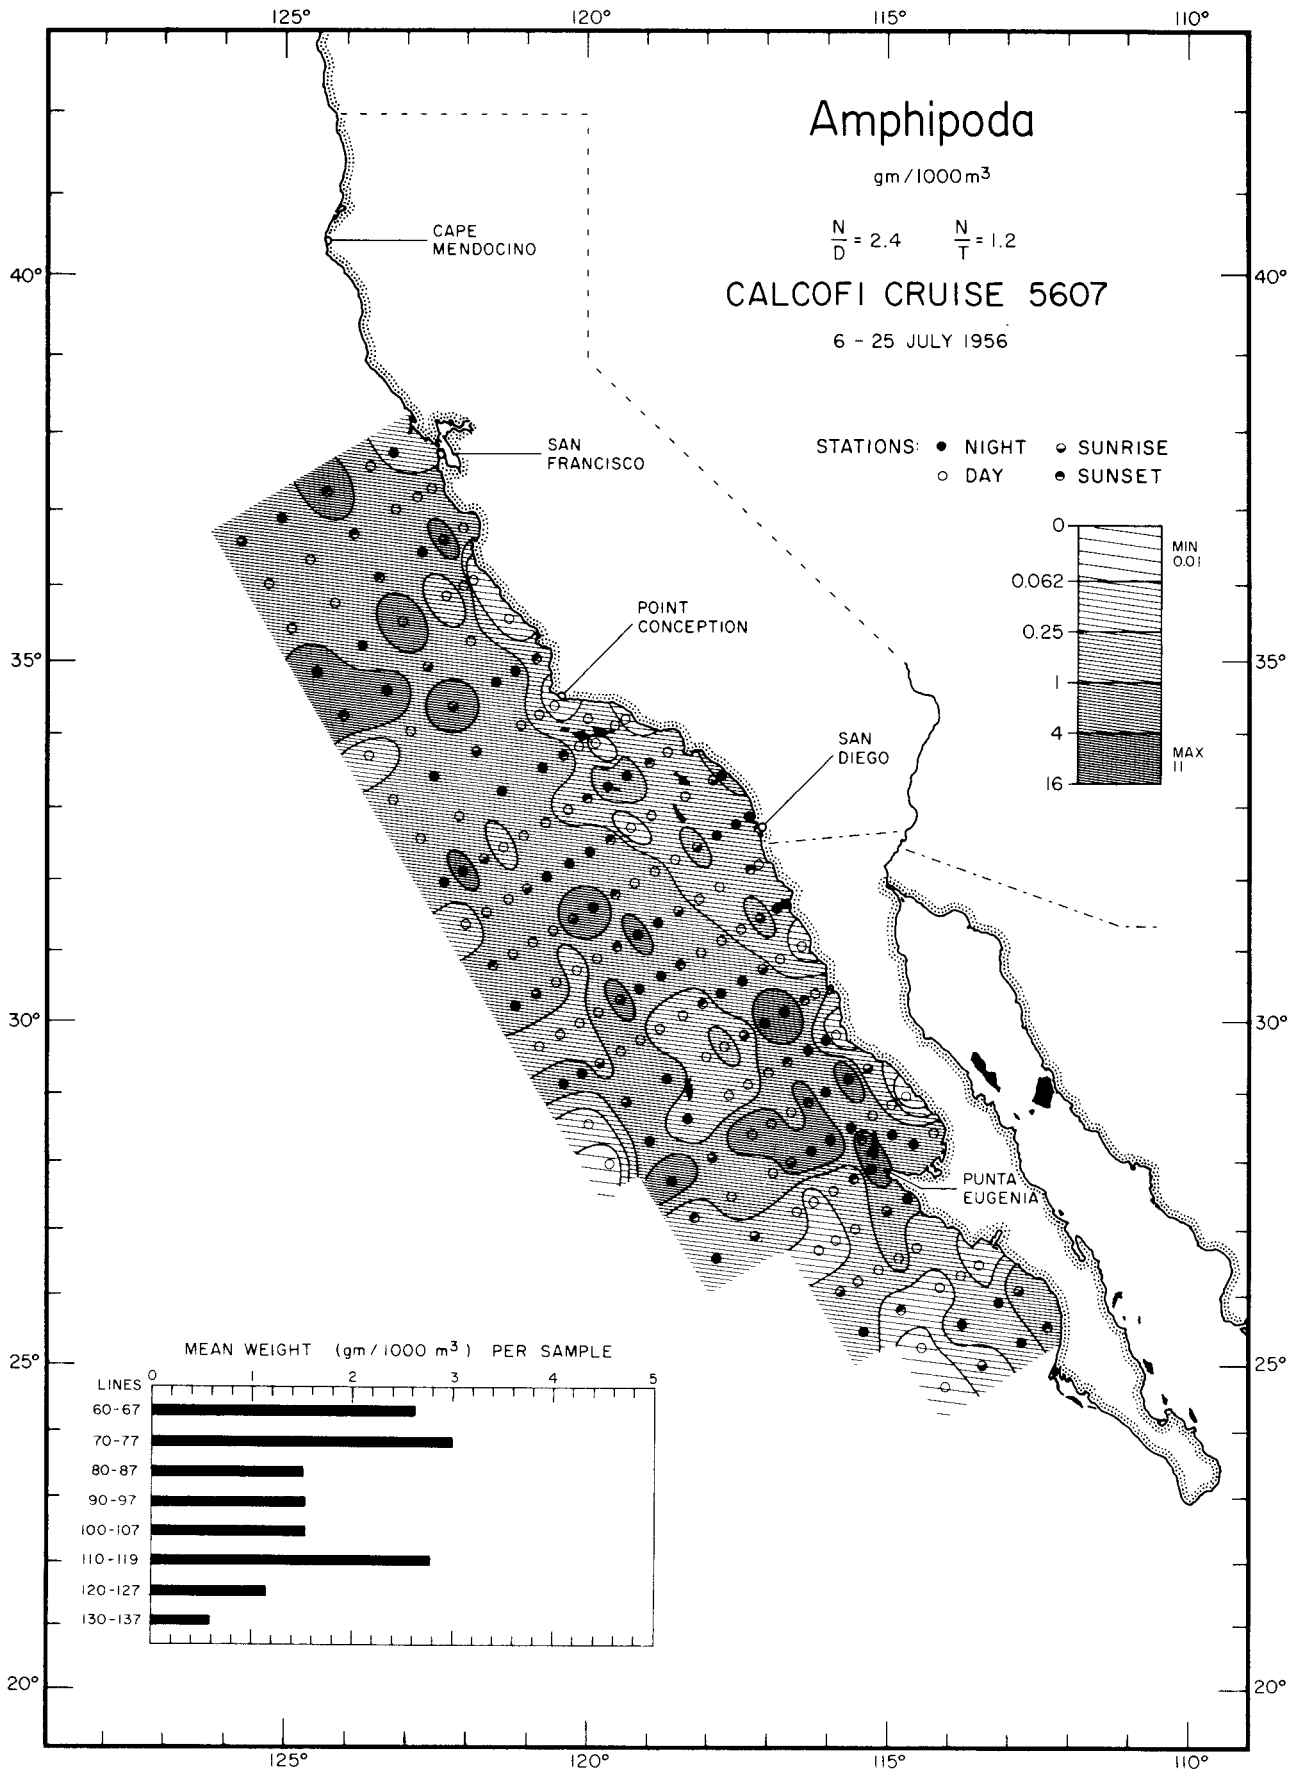 125° 120° 115° 110°
Amphipoda
gm/1000m³
N/D = 2.4 N/T = 1.2
CALCOFI CRUISE 5607
6 - 25 JULY 1956
CAPE
MENDOCINO
40° 40°
STATIONS: ● NIGHT SUNRISE
○ DAY SUNSET
SAN
FRANCISCO
0
MIN
0.01
0.062
0.25
1
4
MAX
11
16
POINT
CONCEPTION
35° 35°
SAN
DIEGO
30° 30°
PUNTA
EUGENIA
25° 25°
MEAN WEIGHT (gm/1000 m³) PER SAMPLE
LINES 0 1 2 3 4 5
60-67
70-77
80-87
90-97
100-107
110-119
120-127
130-137
20° 20°
125° 120° 115° 110°